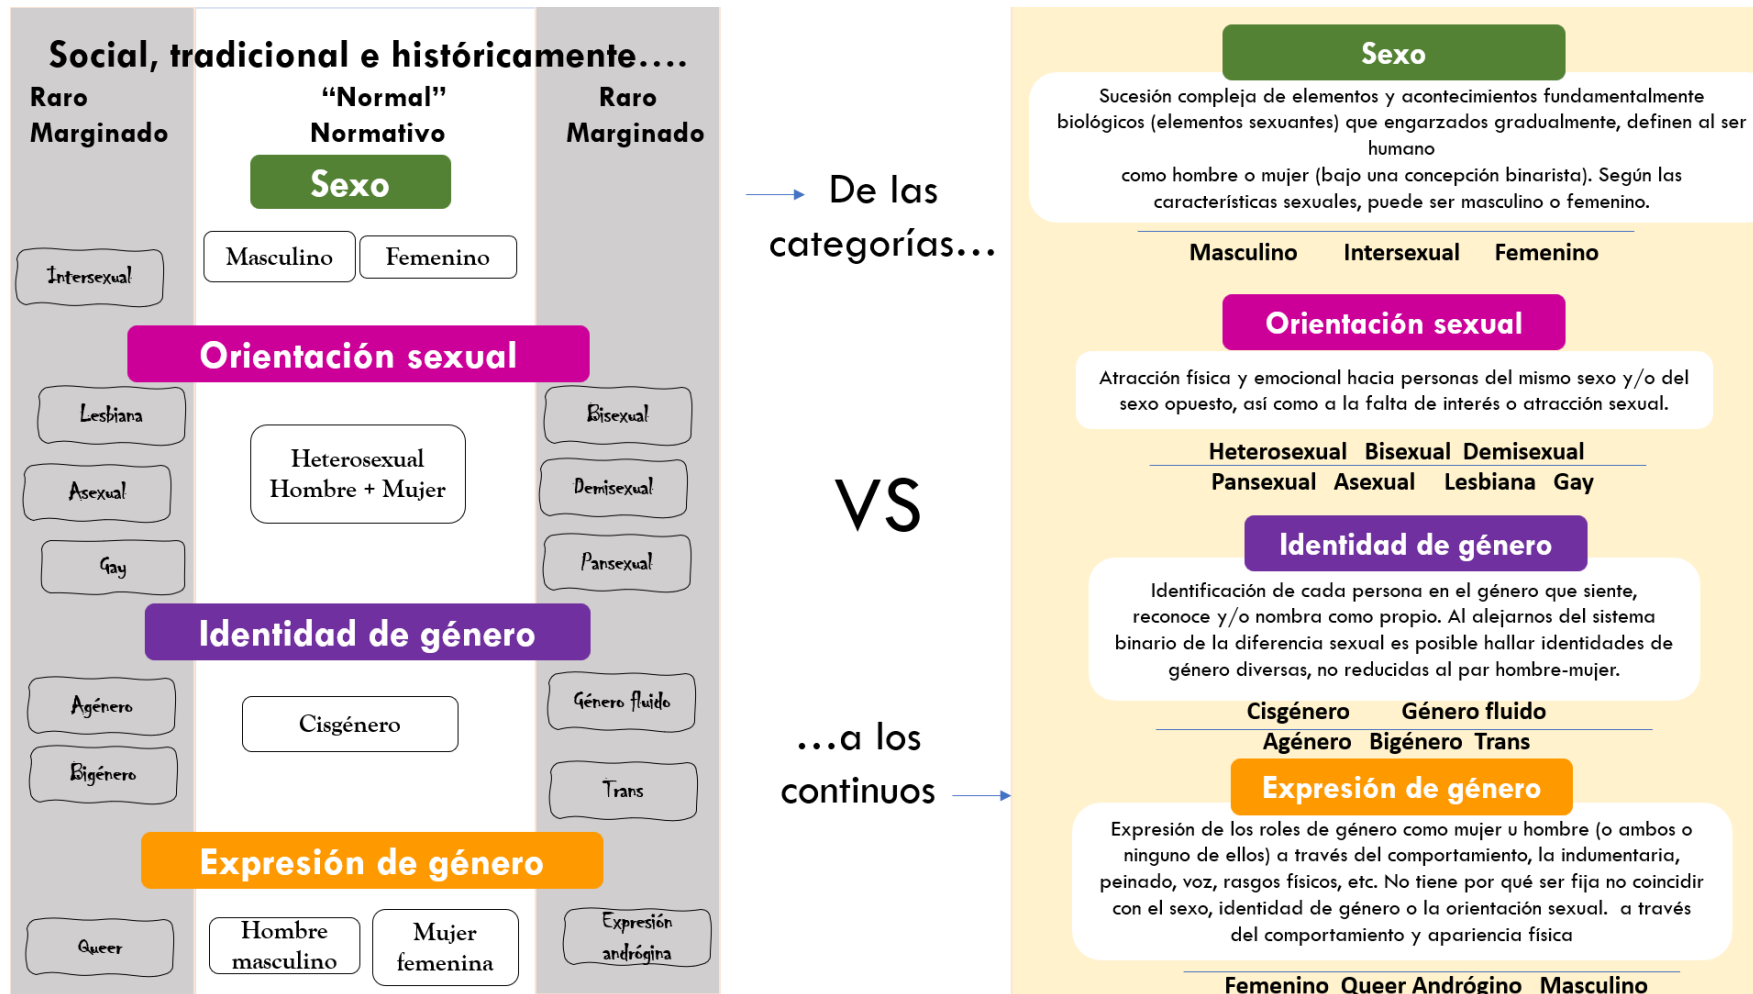 Social, tradicional e históricamente....
Raro
Marginado
“Normal”
Normativo
Raro
Marginado
Sexo
Masculino
Femenino
Intersexual
Orientación sexual
Lesbiana
Asexual
Gay
Heterosexual
Hombre + Mujer
Bisexual
Demisexual
Pansexual
Identidad de género
Agénero
Bigénero
Cisgénero
Género fluido
Trans
Expresión de género
Queer
Hombre
masculino
Mujer
femenina
Expresión
andrógina
De las
categorías...
VS
...a los
continuos
Sexo
Sucesión compleja de elementos y acontecimientos fundamentalmente
biológicos (elementos sexuantes) que engarzados gradualmente, definen al ser
humano
como hombre o mujer (bajo una concepción binarista). Según las
características sexuales, puede ser masculino o femenino.
Masculino Intersexual Femenino
Orientación sexual
Atracción física y emocional hacia personas del mismo sexo y/o del
sexo opuesto, así como a la falta de interés o atracción sexual.
Heterosexual Bisexual Demisexual
Pansexual Asexual Lesbiana Gay
Identidad de género
Identificación de cada persona en el género que siente,
reconoce y/o nombra como propio. Al alejarnos del sistema
binario de la diferencia sexual es posible hallar identidades de
género diversas, no reducidas al par hombre-mujer.
Cisgénero Género fluido
Agénero Bigénero Trans
Expresión de género
Expresión de los roles de género como mujer u hombre (o ambos o
ninguno de ellos) a través del comportamiento, la indumentaria,
peinado, voz, rasgos físicos, etc. No tiene por qué ser fija no coincidir
con el sexo, identidad de género o la orientación sexual. a través
del comportamiento y apariencia física
Femenino Queer Andrógino Masculino